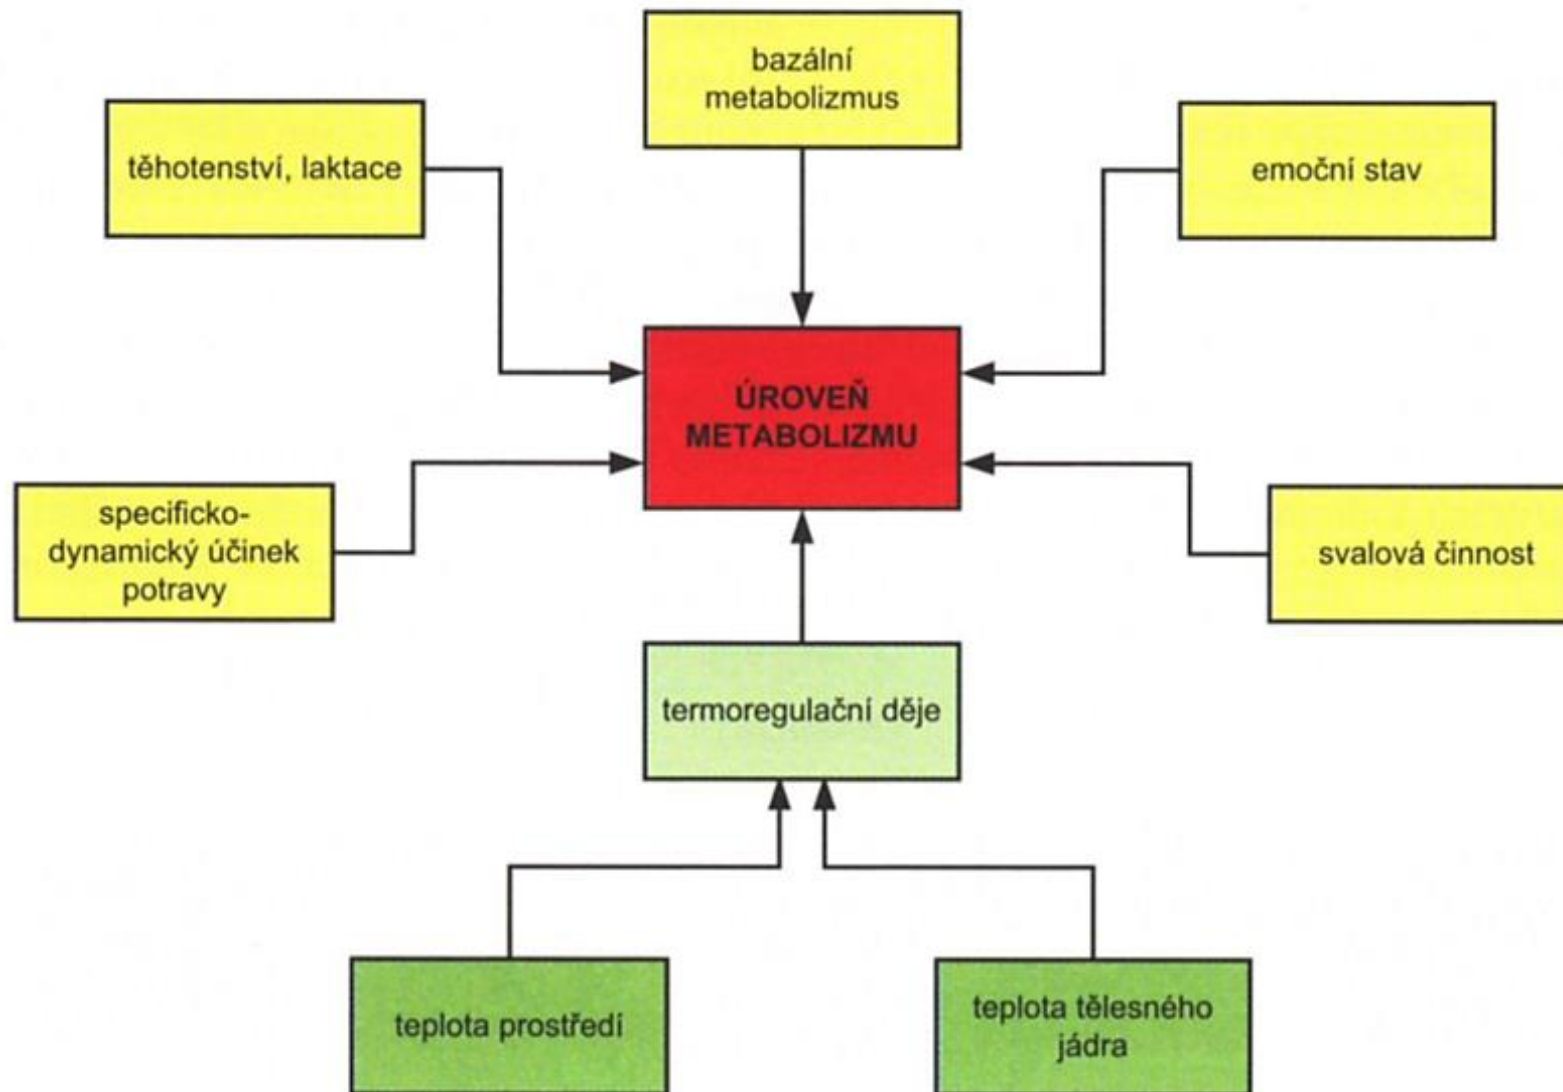 bazální
metabolizmus
těhotenství, laktace
emoční stav
ÚROVEŇ
METABOLIZMU
specificko-
dynamický účinek
potravy
svalová činnost
termoregulační děje
teplota prostředí
teplota tělesného
jádra